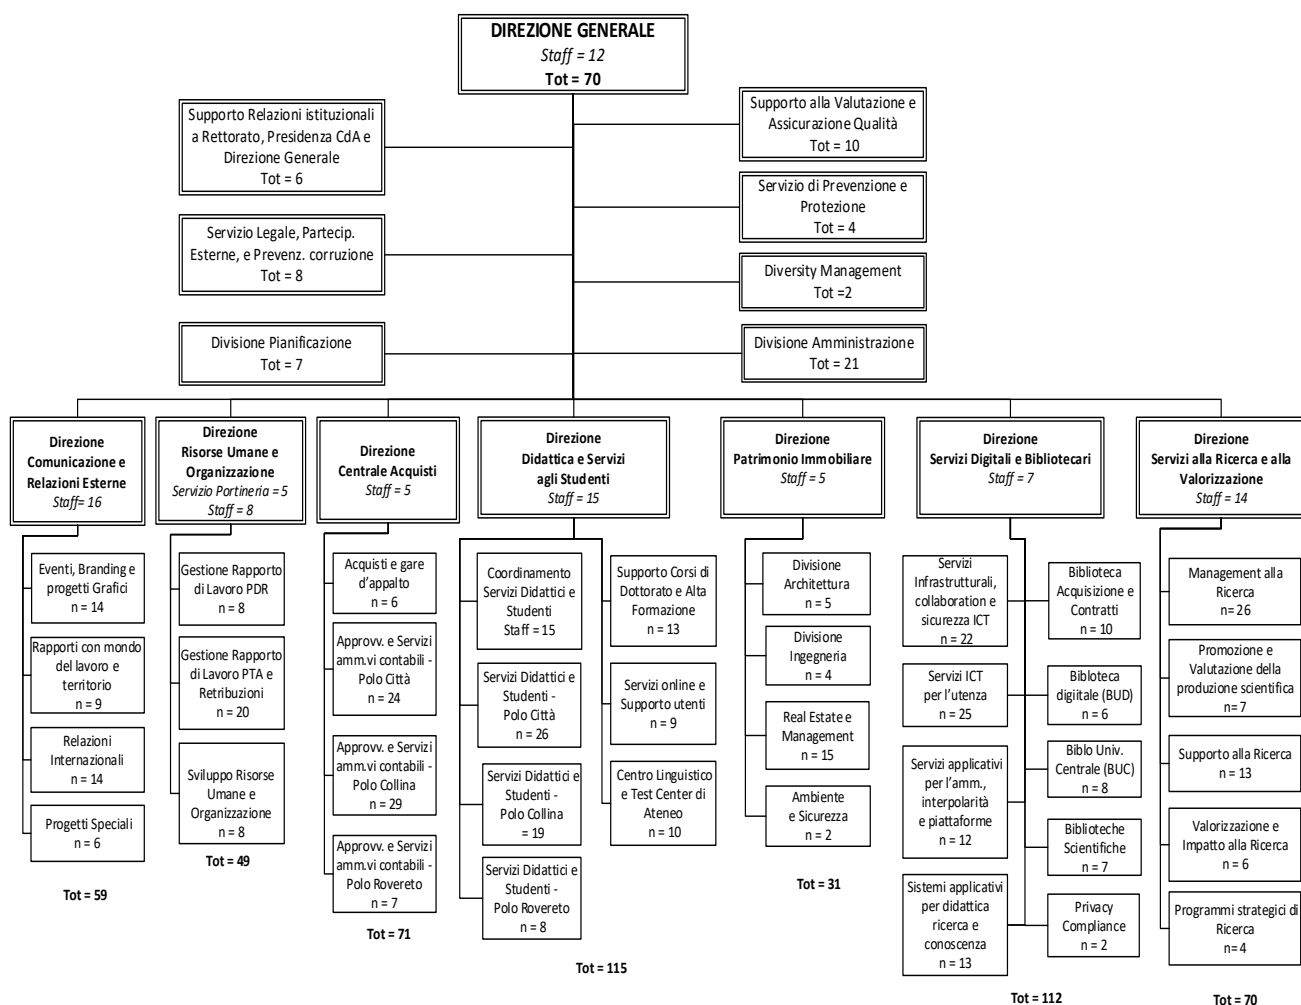 DIREZIONE GENERALE
Staff = 12
Tot = 70
Supporto Relazioni istituzionali
a Rettorato, Presidenza CdA e
Direzione Generale
Tot = 6
Supporto alla Valutazione e
Assicurazione Qualità
Tot = 10
Servizio di Prevenzione e
Protezione
Tot = 4
Servizio Legale, Partecip.
Esterne, e Prevenz. corruzione
Tot = 8
Diversity Management
Tot =2
Divisione Pianificazione
Tot = 7
Divisione Amministrazione
Tot = 21
Direzione
Comunicazione e
Relazioni Esterne
Staff= 16
Eventi, Branding e
progetti Grafici
n = 14
Rapporti con mondo
del lavoro e
territorio
n = 9
Relazioni
Internazionali
n = 14
Progetti Speciali
n = 6
Tot = 59
Direzione
Risorse Umane e
Organizzazione
Servizio Portineria = 5
Staff = 8
Gestione Rapporto
di Lavoro PDR
n = 8
Gestione Rapporto
di Lavoro PTA e
Retribuzioni
n = 20
Sviluppo Risorse
Umane e
Organizzazione
n = 8
Tot = 49
Direzione
Centrale Acquisti
Staff = 5
Acquisti e gare
d'appalto
n = 6
Approvv. e Servizi
amm.vi contabili -
Polo Città
n = 24
Approvv. e Servizi
amm.vi contabili -
Polo Collina
n = 29
Approvv. e Servizi
amm.vi contabili -
Polo Rovereto
n = 7
Tot = 71
Direzione
Didattica e Servizi
agli Studenti
Staff = 15
Coordinamento
Servizi Didattici e
Studenti
Staff = 15
Servizi Didattici e
Studenti -
Polo Città
n = 26
Servizi Didattici e
Studenti -
Polo Collina
= 19
Servizi Didattici e
Studenti -
Polo Rovereto
n = 8
Supporto Corsi di
Dottorato e Alta
Formazione
n = 13
Servizi online e
Supporto utenti
n = 9
Centro Linguistico
e Test Center di
Ateneo
n = 10
Tot = 115
Direzione
Patrimonio Immobiliare
Staff = 5
Divisione
Architettura
n = 5
Divisione
Ingegneria
n = 4
Real Estate e
Management
n = 15
Ambiente
e Sicurezza
n = 2
Tot = 31
Direzione
Servizi Digitali e Bibliotecari
Staff = 7
Servizi
Infrastrutturali,
collaboration e
sicurezza ICT
n = 22
Servizi ICT
per l'utenza
n = 25
Servizi applicativi
per l'amm.,
interpolarità
e piattaforme
n = 12
Sistemi applicativi
per didattica
ricerca e
conoscenza
n = 13
Biblioteca
Acquisizione e
Contratti
n = 10
Biblioteca
digiitale (BUD)
n = 6
Biblo Univ.
Centrale (BUC)
n = 8
Biblioteche
Scientifiche
n = 7
Privacy
Compliance
n = 2
Tot = 112
Direzione
Servizi alla Ricerca e alla
Valorizzazione
Staff = 14
Management alla
Ricerca
n = 26
Promozione e
Valutazione della
produzione scientifica
n = 7
Supporto alla Ricerca
n = 13
Valorizzazione e
Impatto alla Ricerca
n = 6
Programmi strategici di
Ricerca
n = 4
Tot = 70